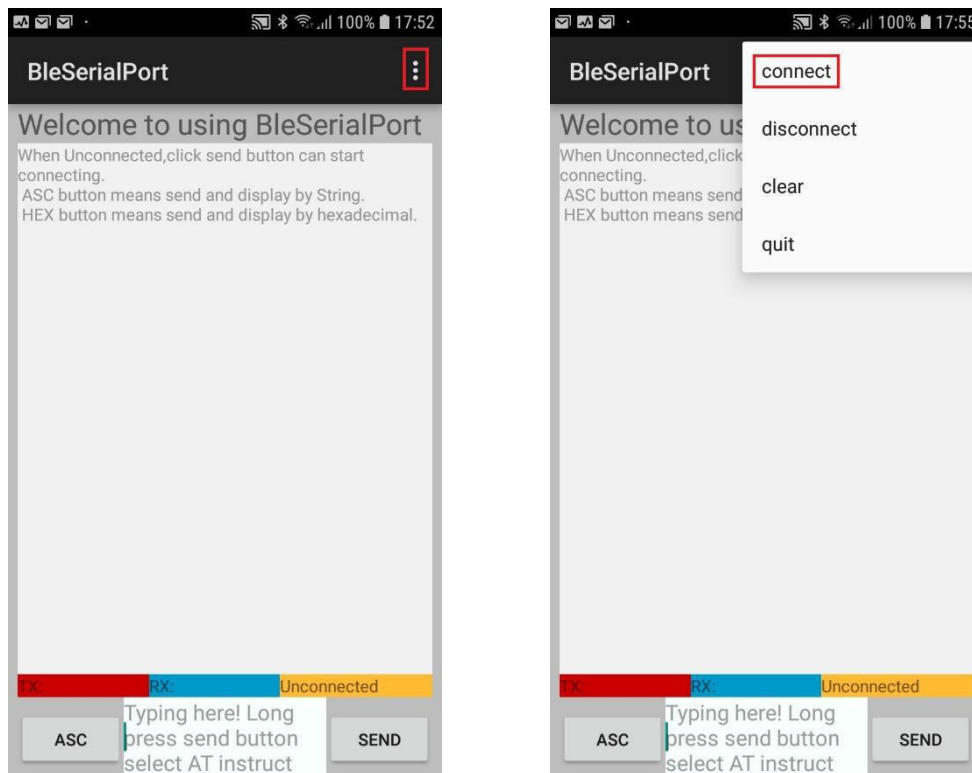 100% 17:52
BleSerialPort
Welcome to using BleSerialPort
When Unconnected,click send button can start
connecting.
ASC button means send and display by String.
HEX button means send and display by hexadecimal.
TX: RX: Unconnected
ASC
Typing here! Long
press send button
select AT instruct
SEND
100% 17:55
BleSerialPort
connect
disconnect
clear
quit
Welcome to us
When Unconnected,click
connecting.
ASC button means send
HEX button means send
TX: RX: Unconnected
ASC
Typing here! Long
press send button
select AT instruct
SEND